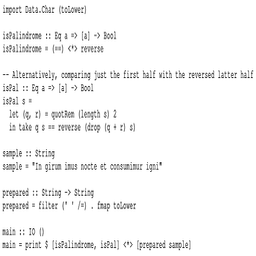 import Data.Char (toLower)
isPalindrome :: Eq a => [a] -> Bool
isPalindrome = (==) <*> reverse
-- Alternatively, comparing just the first half with the reversed latter half
isPal :: Eq a => [a] -> Bool
isPal s =
let (q, r) = quotRem (length s) 2
in take q s == reverse (drop (q + r) s)
sample :: String
sample = "In girum imus nocte et consumimur igni"
prepared :: String -> String
prepared = filter (' ' /=) . fmap toLower
main :: IO ()
main = print $ [isPalindrome, isPal] <*> [prepared sample]